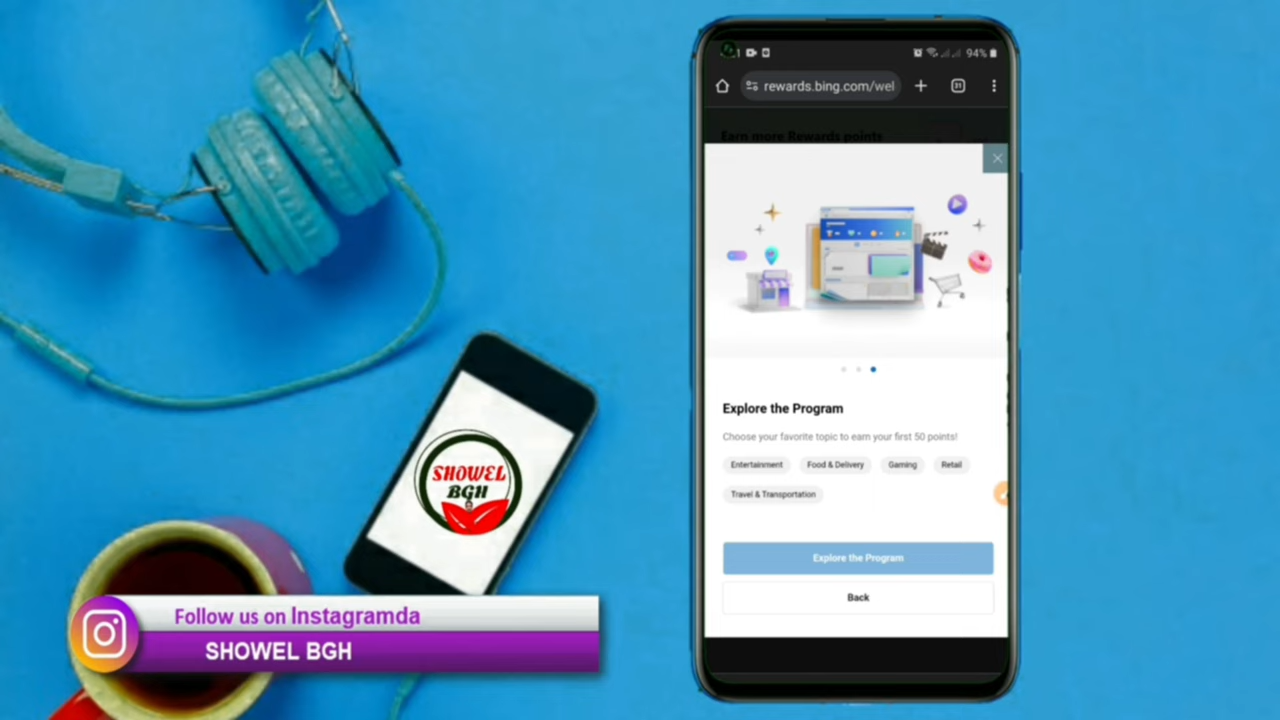 94%
rewards.bing.com/wel
31
Earn more Rewards points
Explore the Program
Choose your favorite topic to earn your first 50 points!
Entertainment
Food & Delivery
Gaming
Retail
Travel & Transportation
Explore the Program
Back
SHOWEL
BGH
Follow us on Instagramda
SHOWEL BGH